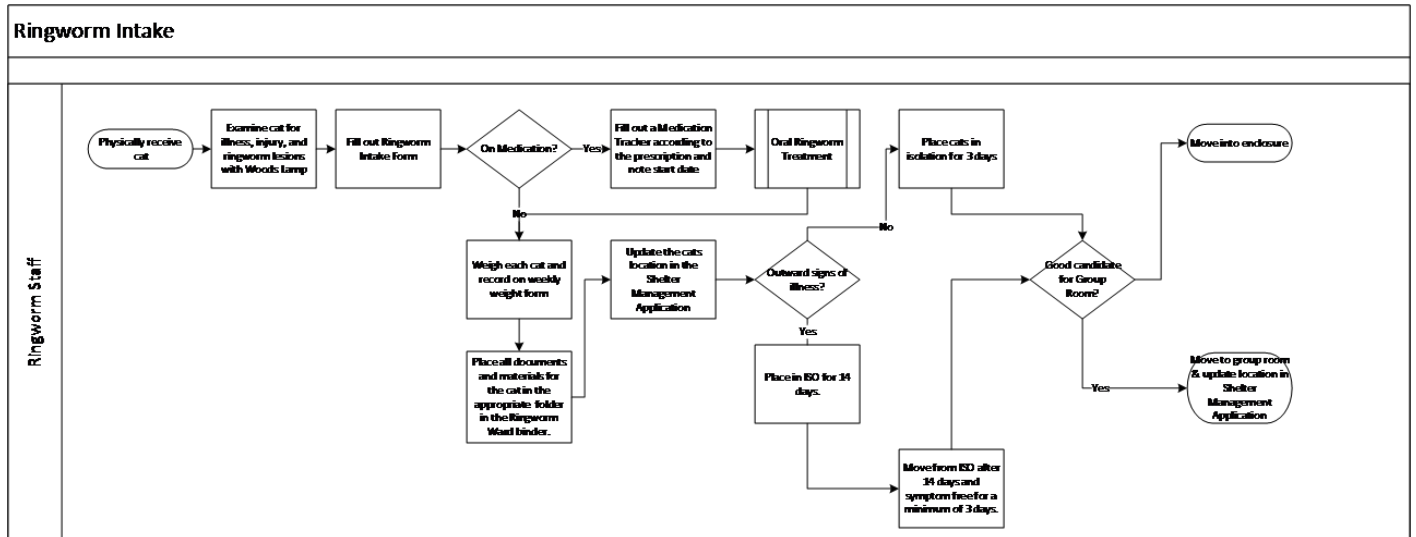 Ringworm Intake
Ringworm Staff
Physically receive
cat
Examine cat for
illness, injury, and
ringworm lesions
with Woods Lamp
Fill out Ringworm
Intake Form
On Medication?
Yes
Fill out a Medication
Tracker according to
the prescription and
note start date
Oral Ringworm
Treatment
Place cats in
isolation for 3 days
Move into enclosure
No
No
Weigh each cat and
record on weekly
weight form
Update the cats
location in the
Shelter
Management
Application
Outward signs of
illness?
Good candidate
for Group
Room?
Yes
Place all documents
and materials for
the cat in the
appropriate folder
in the Ringworm
Ward binder.
Place in ISO for 14
days.
Yes
Move to group room
& update location in
Shelter
Management
Application
Move from ISO after
14 days and
symptom free for a
minimum of 3 days.